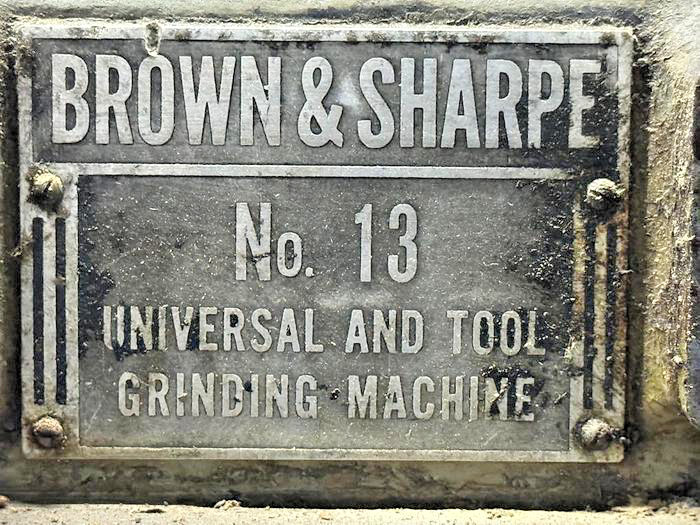 BROWN & SHARPE
No. 13
UNIVERSAL AND TOOL
GRINDING MACHINE